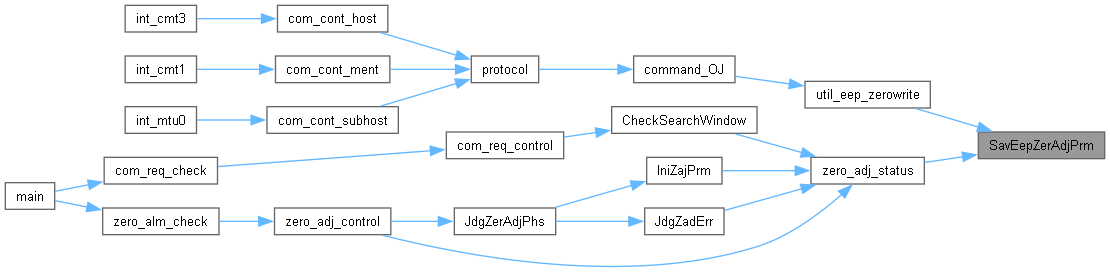 int_cmt3
com_cont_host
int_cmt1
com_cont_ment
protocol
command_OJ
util_eep_zerowrite
int_mtu0
com_cont_subhost
CheckSearchWindow
SavEepZerAdjPrm
com_req_control
com_req_check
IniZajPrm
zero_adj_status
main
zero_alm_check
zero_adj_control
JdgZerAdjPhs
JdgZadErr